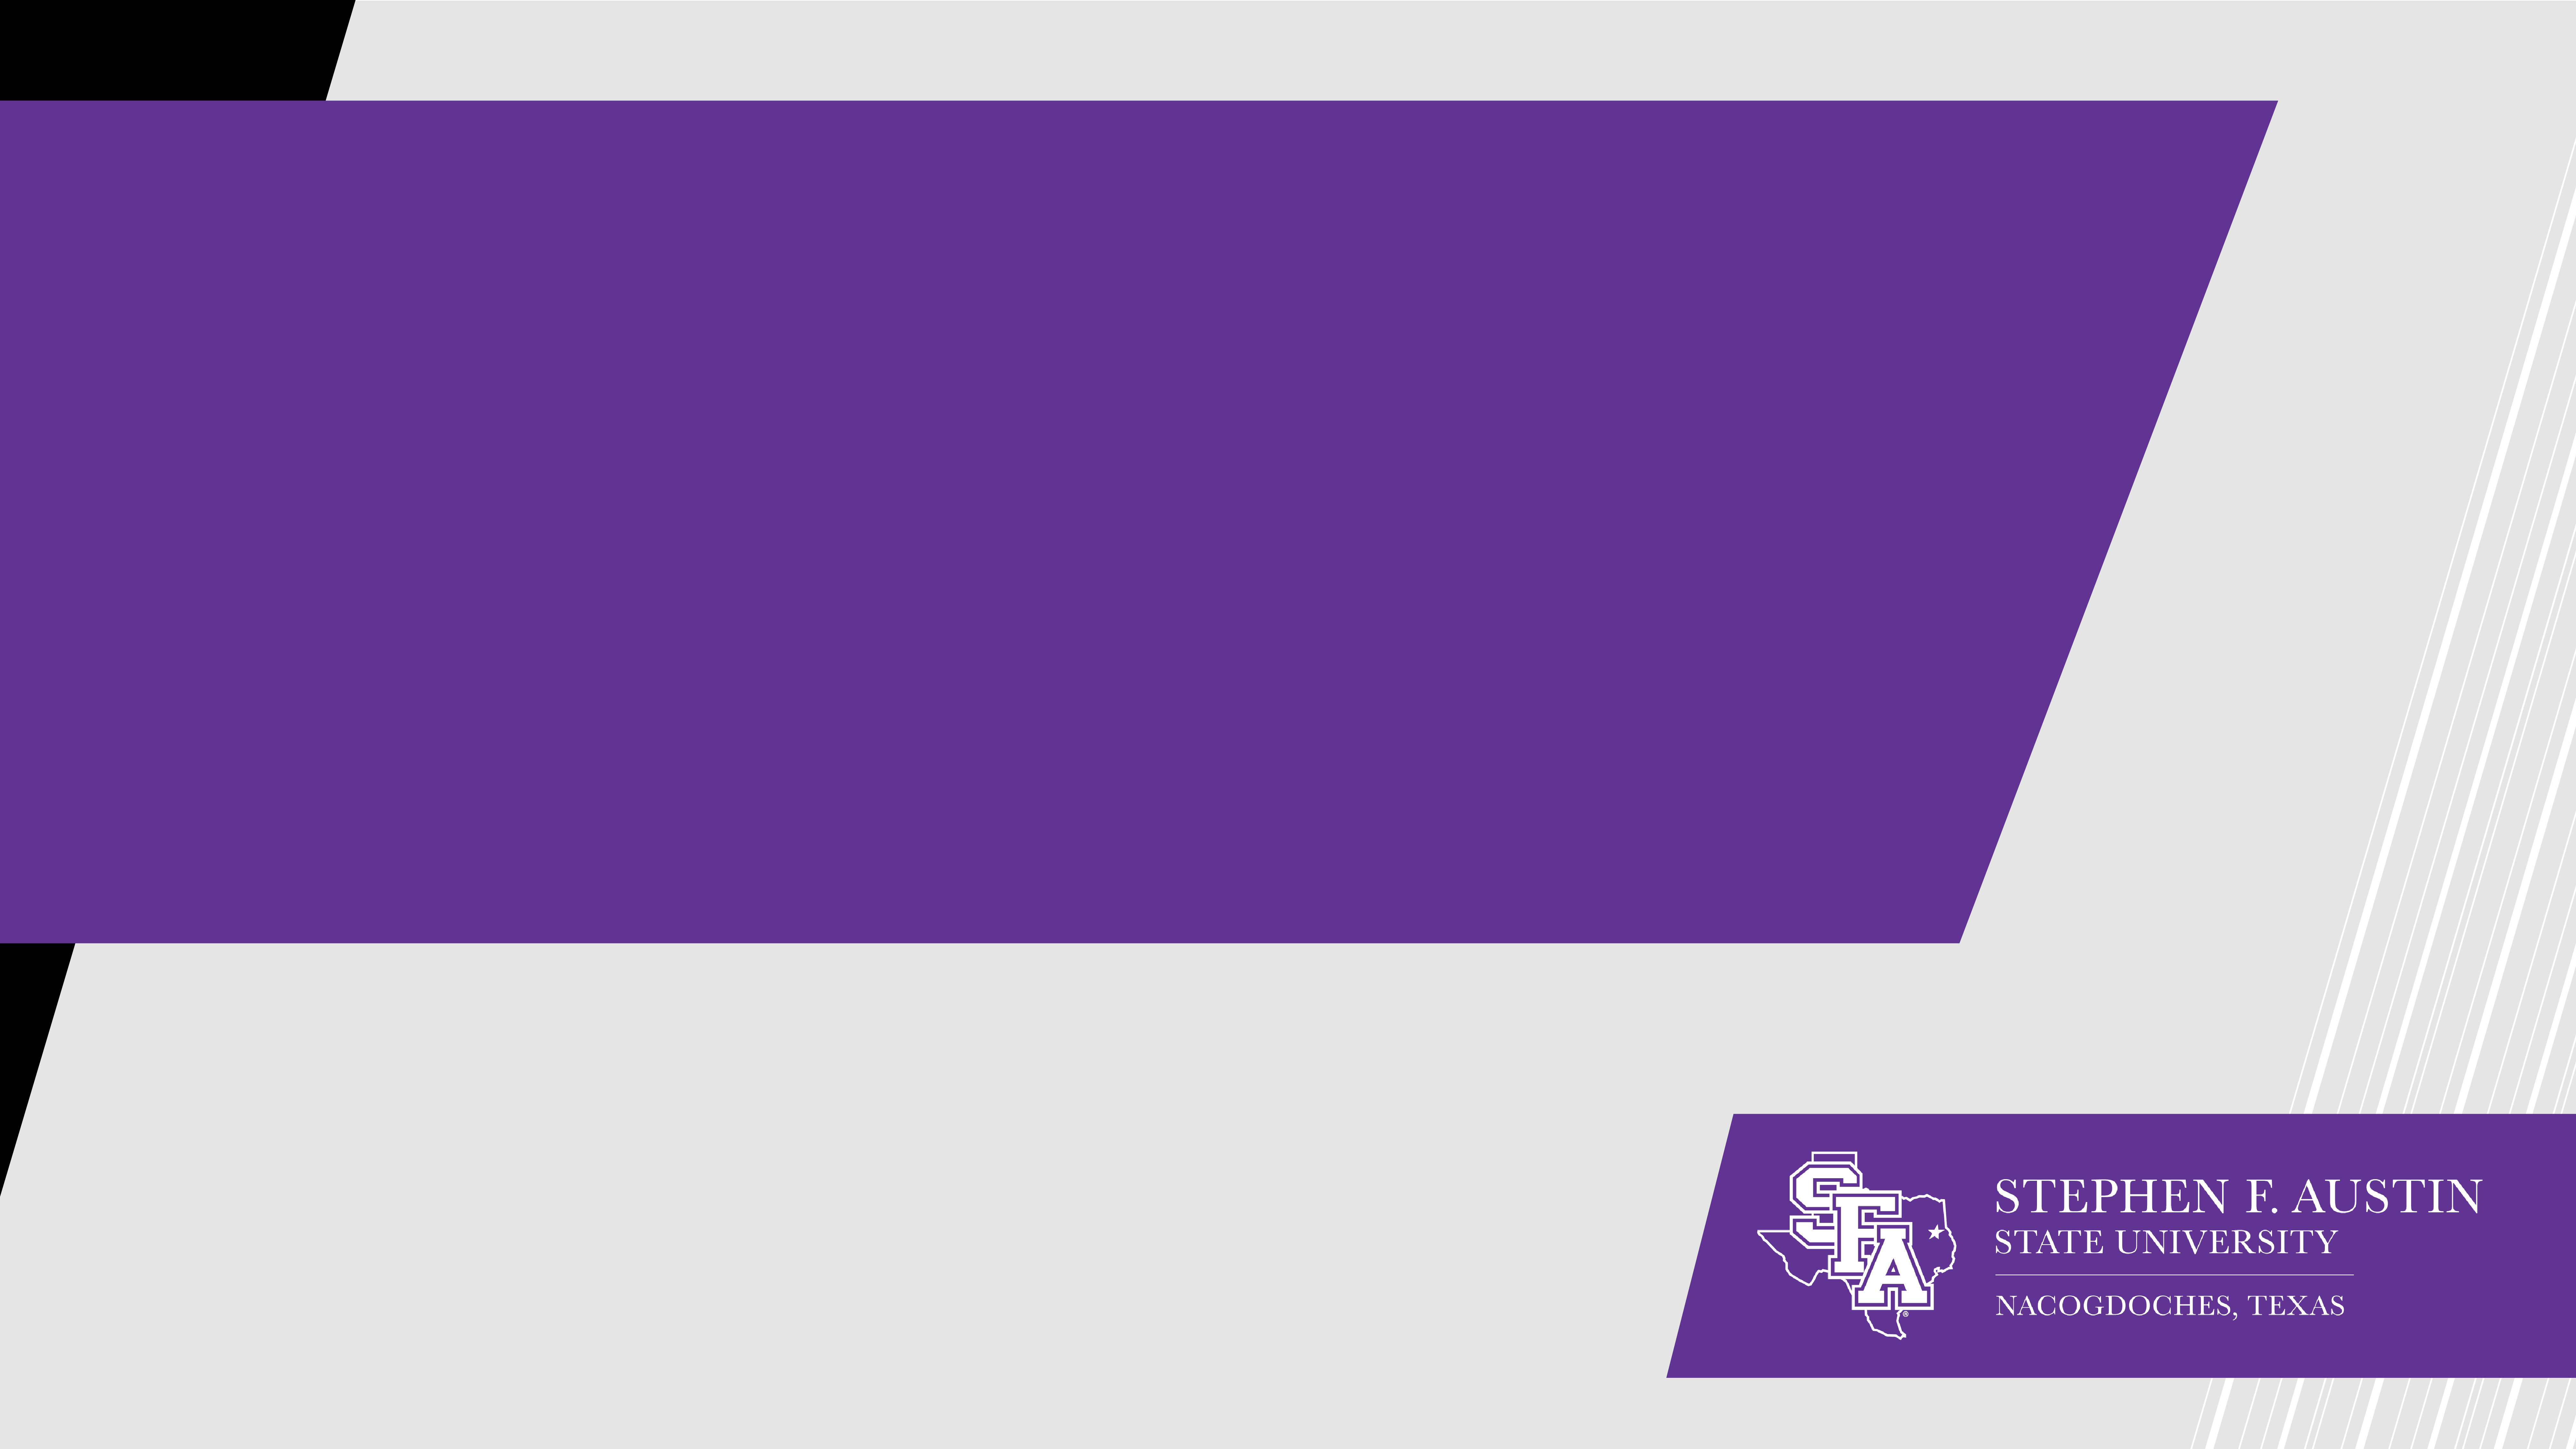 SFA
®
STEPHEN F. AUSTIN
STATE UNIVERSITY
NACOGDOCHES, TEXAS